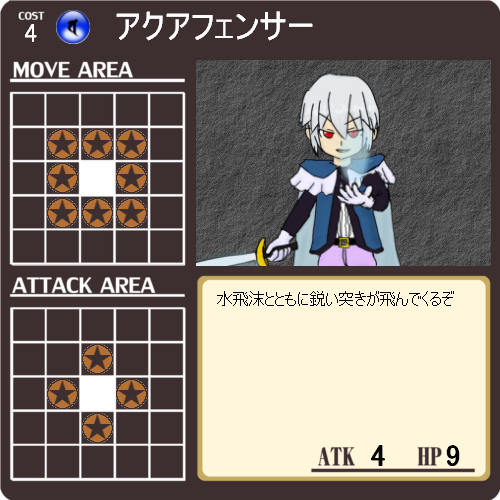 COST
4
アクアフェンサー
MOVE AREA
ATTACK AREA
水飛沫とともに鋭い突きが飛んでくるぞ
ATK 4 HP 9